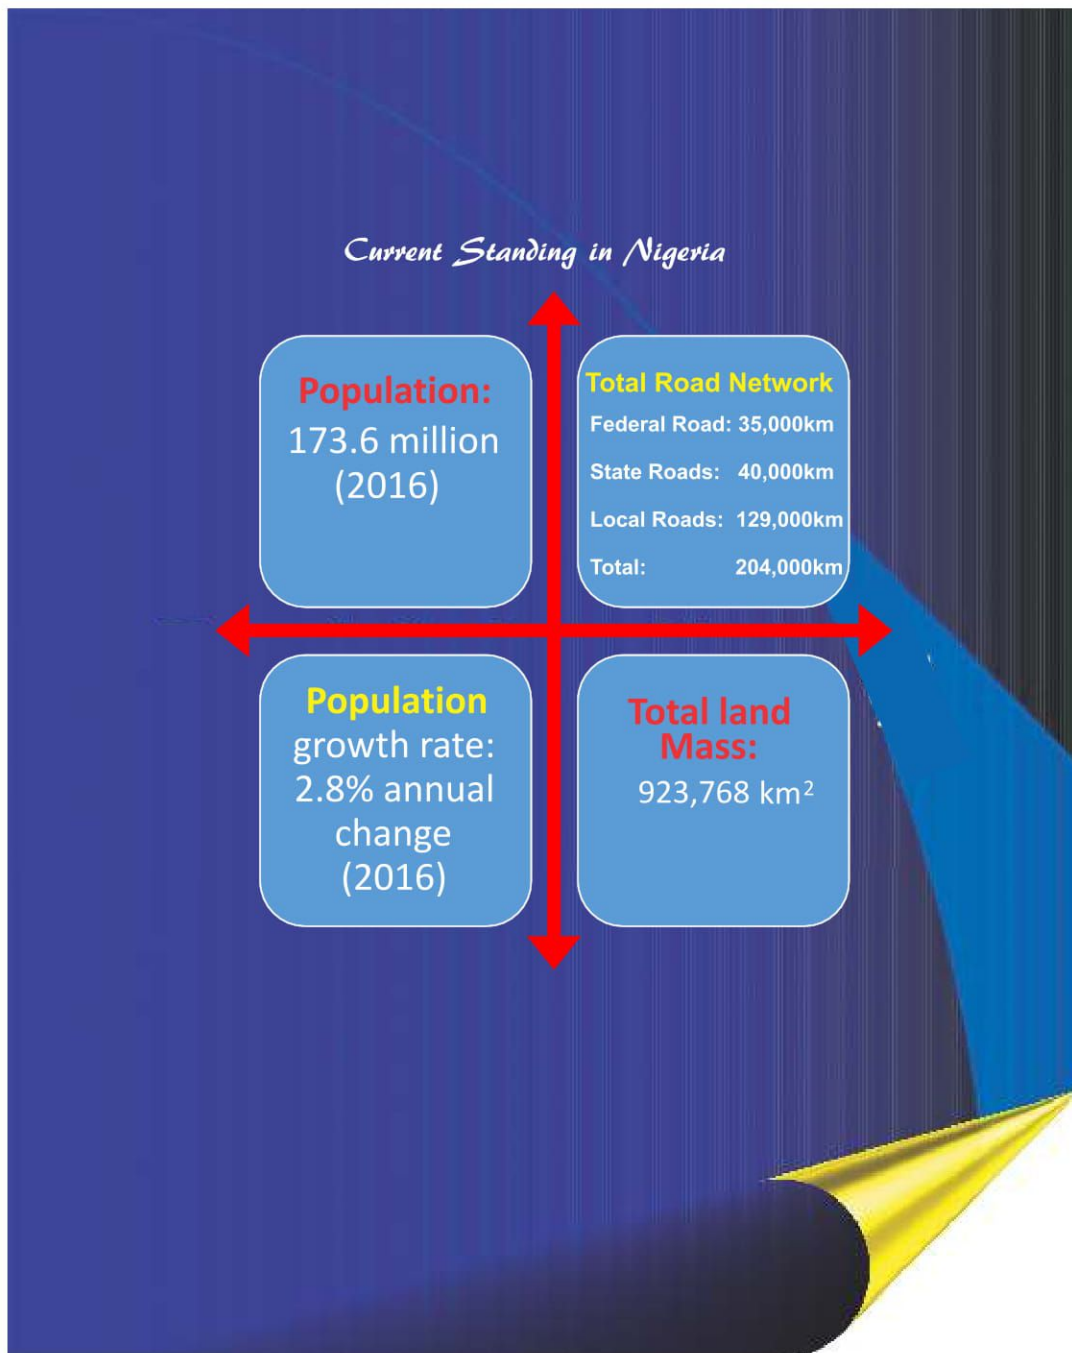 Current Standing in Nigeria
Population:
173.6 million
(2016)
Total Road Network
Federal Road: 35,000km
State Roads: 40,000km
Local Roads: 129,000km
Total: 204,000km
Population
growth rate:
2.8% annual
change
(2016)
Total land
Mass:
923,768 km²